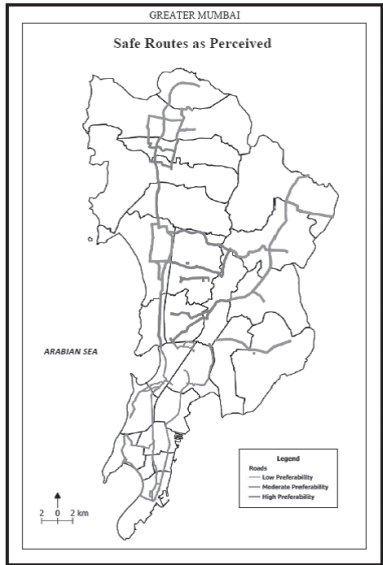 GREATER MUMBAI
Safe Routes as Perceived
ARABIAN SEA
Legend
Roads
Low Preferability
Moderate Preferability
High Preferability
2 0 2 km